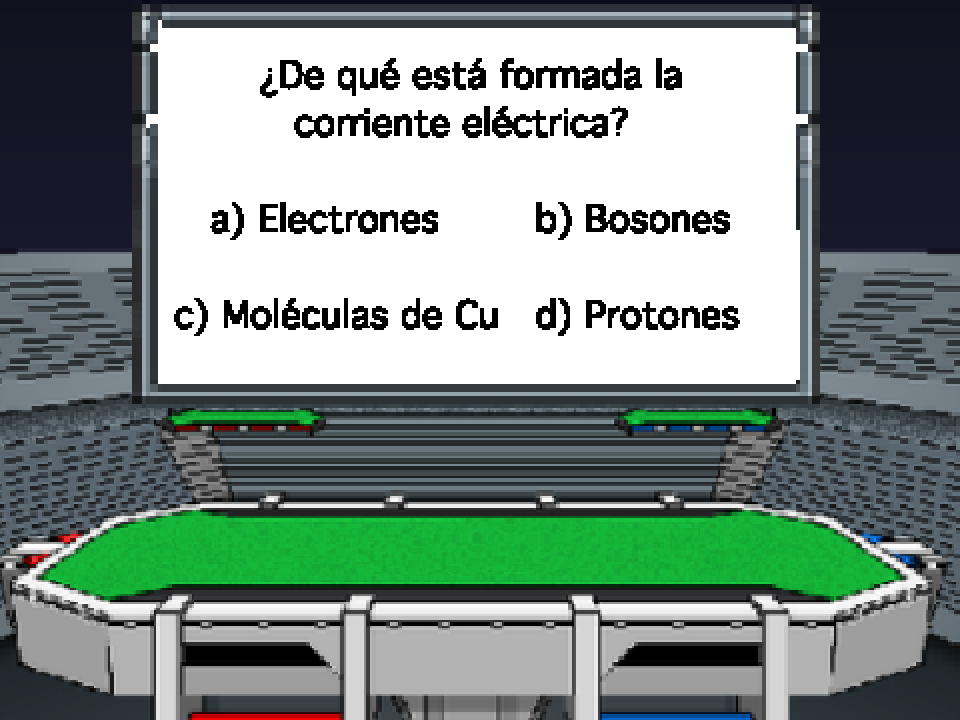 ¿De qué está formada la
corriente eléctrica?
a) Electrones b) Bosones
c) Moléculas de Cu d) Protones